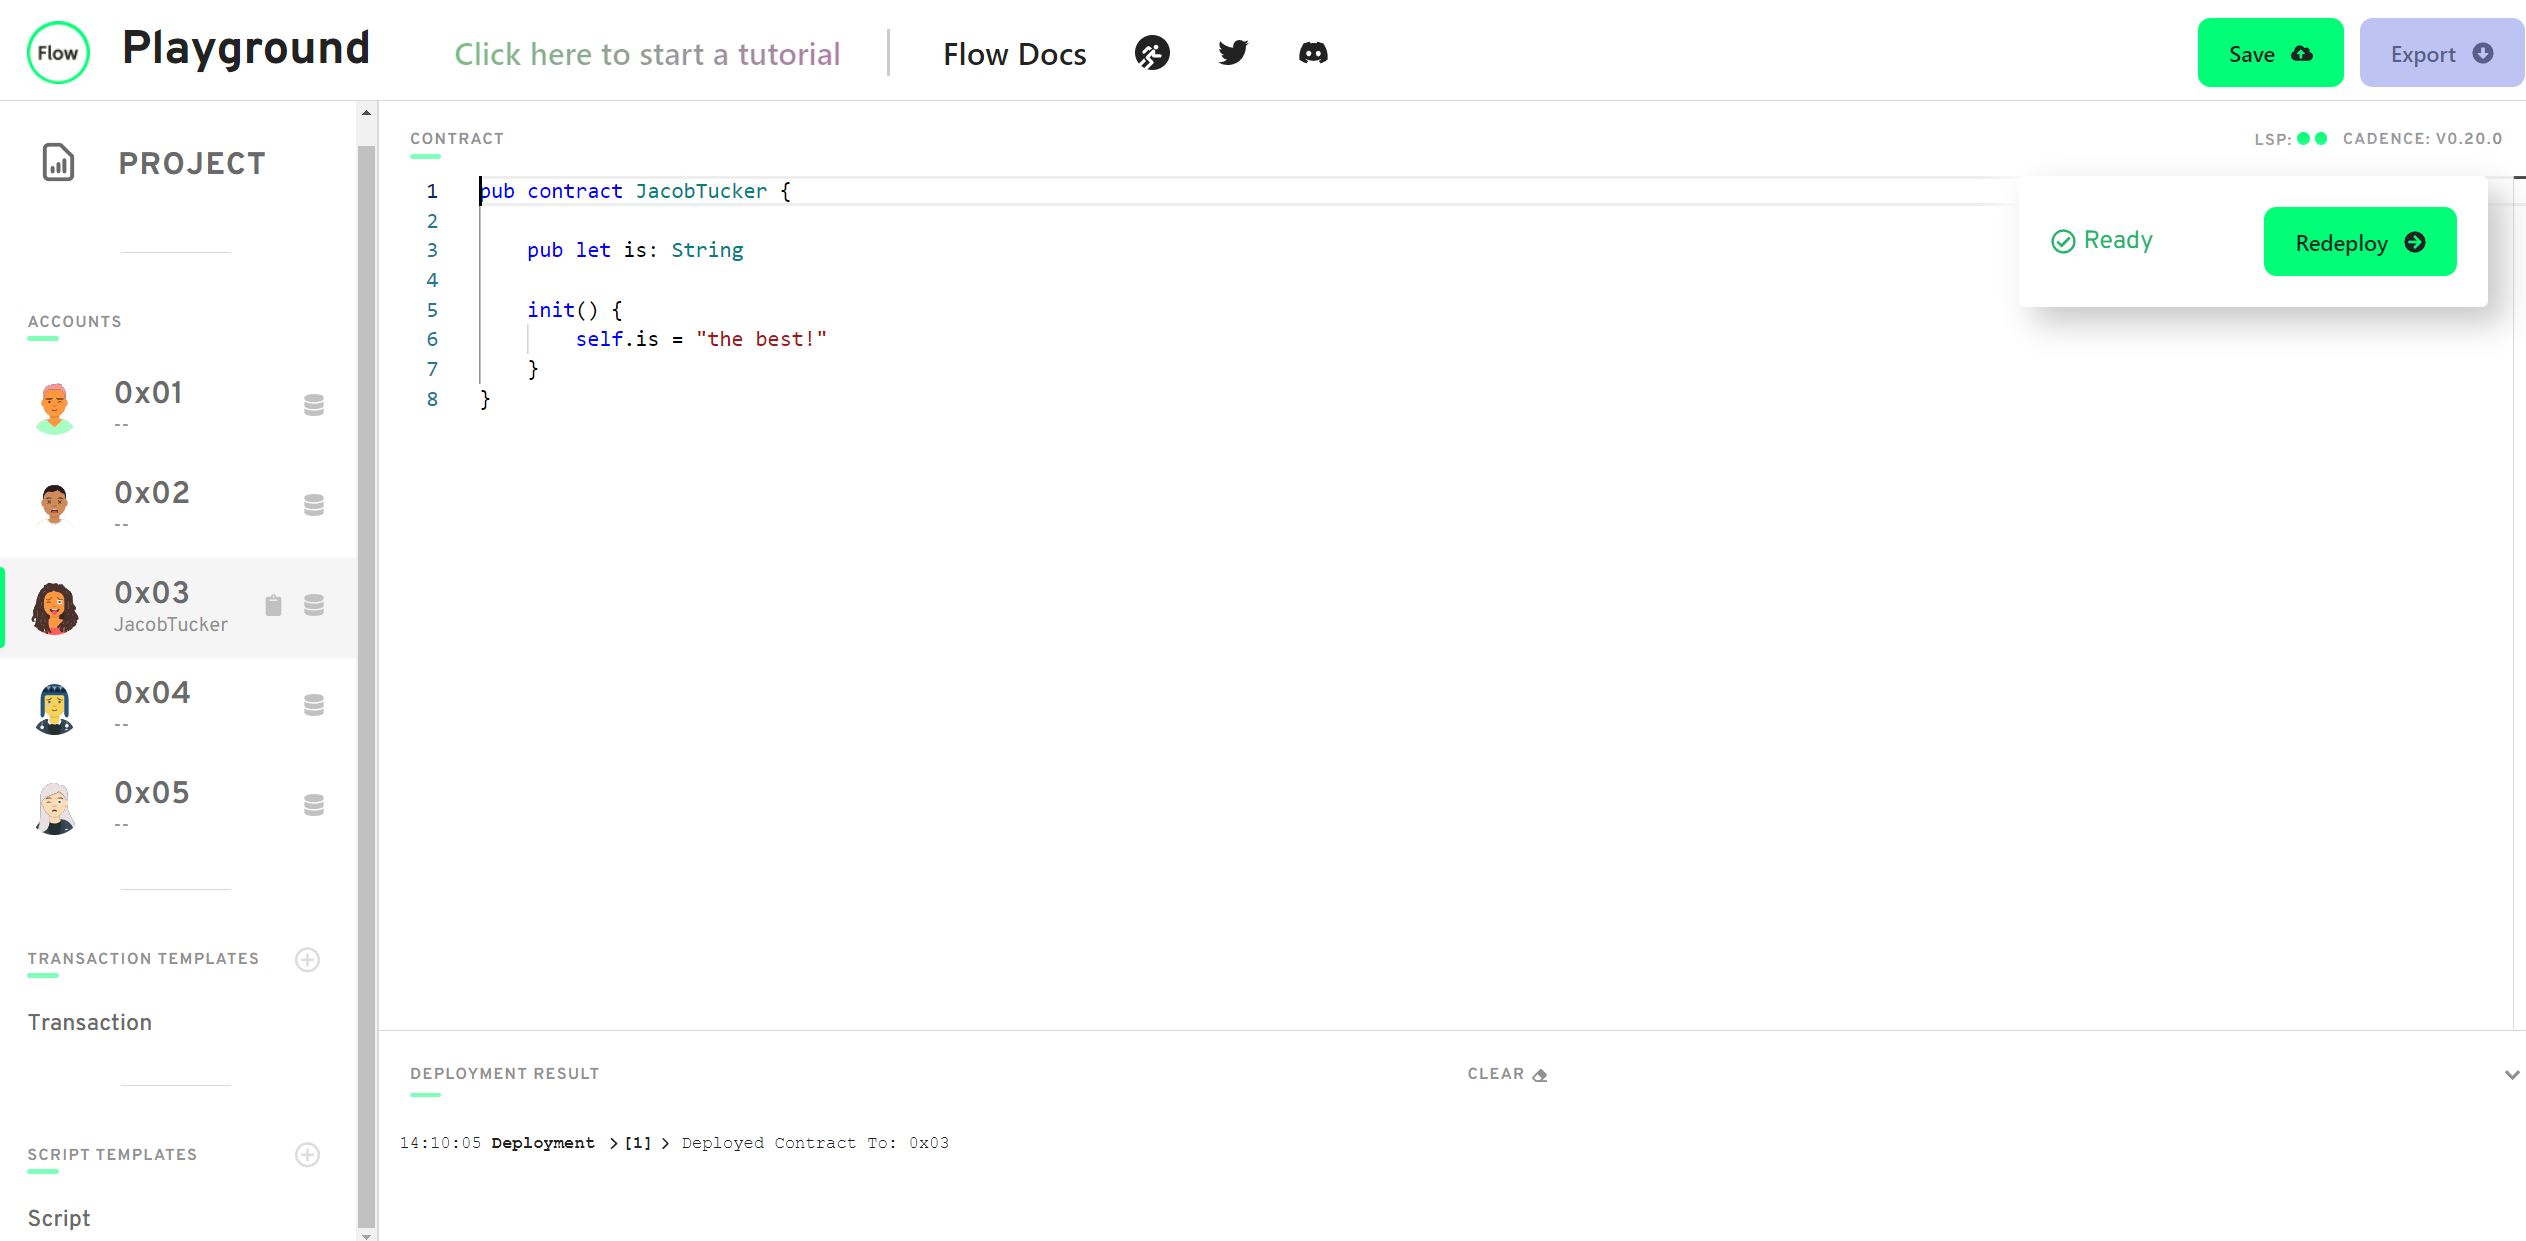 Flow
Playground
Click here to start a tutorial
Flow Docs
Save
Export
PROJECT
ACCOUNTS
0x01
--
0x02
--
0x03
JacobTucker
0x04
--
0x05
--
TRANSACTION TEMPLATES
Transaction
SCRIPT TEMPLATES
Script
CONTRACT
LSP: CADENCE: V0.20.0
1 pub contract JacobTucker {
2
3     pub let is: String
4
5     init() {
6         self.is = "the best!"
7     }
8 }
Ready
Redeploy
DEPLOYMENT RESULT
CLEAR
14:10:05 Deployment >[1] > Deployed Contract To: 0x03